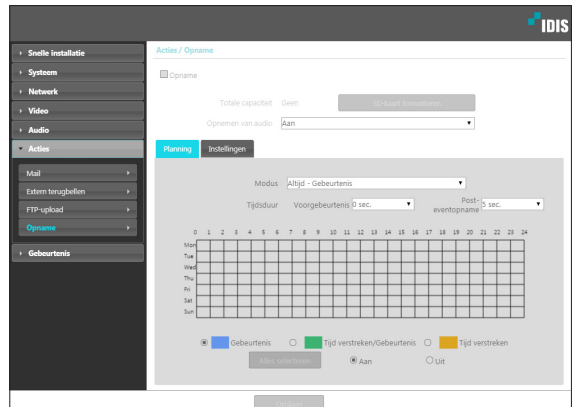 IDIS
Snelle installatie
Systeem
Netwerk
Video
Audio
Acties
Mail
Extern terugbellen
FTP-upload
Opname
Gebeurtenis
Acties / Opname
Opname
Totale capaciteit Geen SD-kaart formatteren
Opnemen van audio Aan
Planning Instellingen
Modus Altijd - Gebeurtenis
Tijdsduur Voorgebeurtenis 0 sec. Post-eventopname 5 sec.
0 1 2 3 4 5 6 7 8 9 10 11 12 13 14 15 16 17 18 19 20 21 22 23 24
Mon
Tue
Wed
Thu
Fri
Sat
Sun
Gebeurtenis Tijd verstreken/Gebeurtenis Tijd verstreken
Alles selecteren Aan Uit